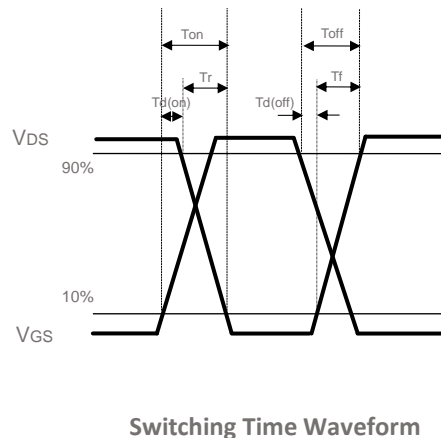 Ton Toff
Tr Tf
Td(on) Td(off)
VDS
90%
10%
VGS
Switching Time Waveform